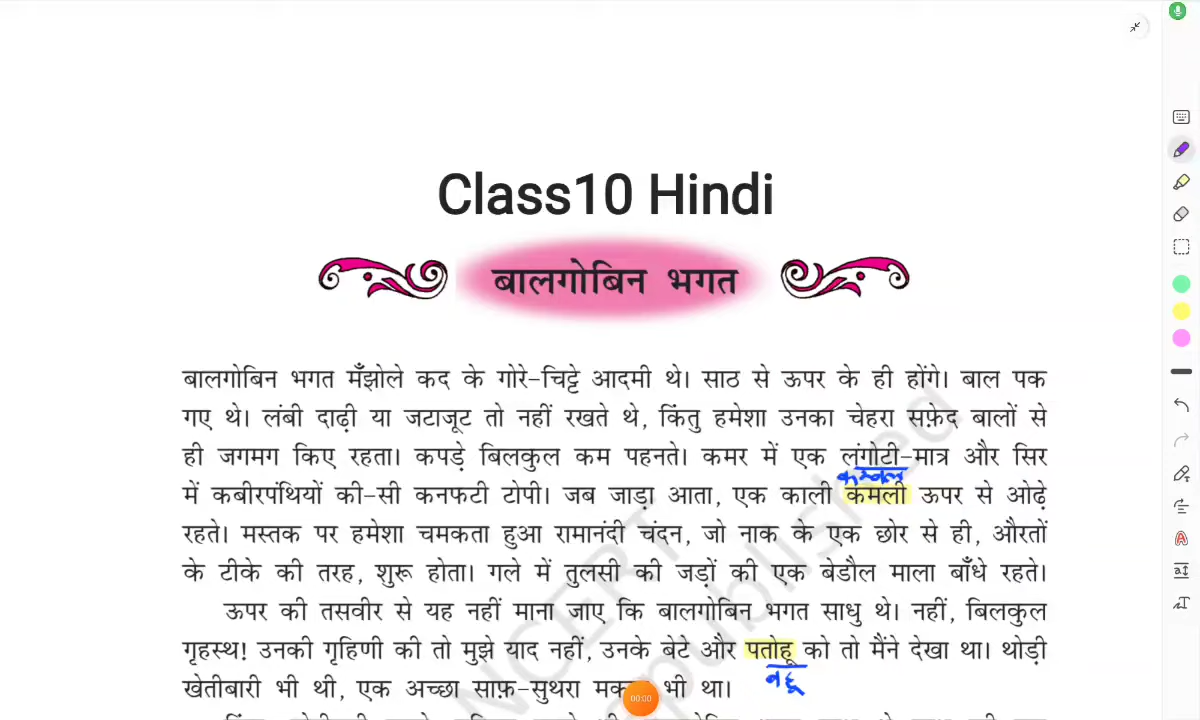 Class10 Hindi
बालगोबिन भगत
बालगोबिन भगत मँझोले कद के गोरे-चिट्टे आदमी थे। साठ से ऊपर के ही होंगे। बाल पक
गए थे। लंबी दाढ़ी या जटाजूट तो नहीं रखते थे, किंतु हमेशा उनका चेहरा सफ़ेद बालों से
ही जगमग किए रहता। कपड़े बिलकुल कम पहनते। कमर में एक लंगोटी-मात्र और सिर
कम्बल
में कबीरपंथियों की-सी कनफटी टोपी। जब जाड़ा आता, एक काली कमली ऊपर से ओढ़े
रहते। मस्तक पर हमेशा चमकता हुआ रामानंदी चंदन, जो नाक के एक छोर से ही, औरतों
के टीके की तरह, शुरू होता। गले में तुलसी की जड़ों की एक बेडौल माला बाँधे रहते।
ऊपर की तसवीर से यह नहीं माना जाए कि बालगोबिन भगत साधु थे। नहीं, बिलकुल
गृहस्थ! उनकी गृहिणी की तो मुझे याद नहीं, उनके बेटे और पतोहू को तो मैंने देखा था। थोड़ी
बहू
खेतीबारी भी थी, एक अच्छा साफ़-सुथरा मकान भी था।
00:00
NCERT
republished